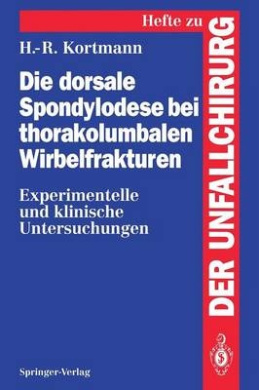 Hefte zu
DER UNFALLCHIRURG
H.-R. Kortmann
Die dorsale
Spondylodese bei
thorakolumbalen
Wirbelfrakturen
Experimentelle
und klinische
Untersuchungen
Springer-Verlag